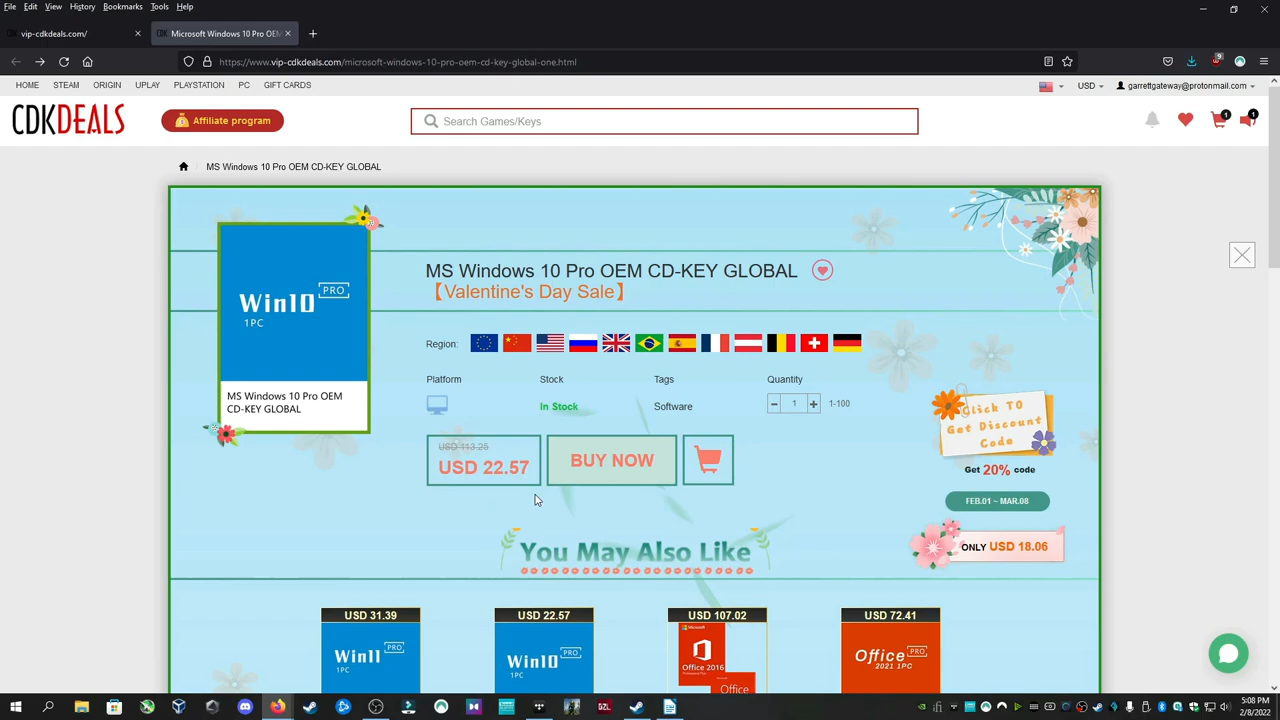 File Edit View History Bookmarks Tools Help
vip-cdkdeals.com/
Microsoft Windows 10 Pro OEM
https://www.vip-cdkdeals.com/microsoft-windows-10-pro-oem-cd-key-global-one.html
9
HOME STEAM ORIGIN UPLAY PLAYSTATION PC GIFT CARDS
USD
garrettgateway@protonmail.com
CDKDEALS
Affiliate program
Search Games/Keys
1
1
MS Windows 10 Pro OEM CD-KEY GLOBAL
Win10 PRO
1PC
MS Windows 10 Pro OEM
CD-KEY GLOBAL
MS Windows 10 Pro OEM CD-KEY GLOBAL
【Valentine's Day Sale】
Region:
Platform Stock Tags Quantity
In Stock Software 1 1-100
USD 113.25
USD 22.57
BUY NOW
Click TO
Get Discount
Code
Get 20% code
FEB.01 – MAR.08
ONLY USD 18.06
You May Also Like
USD 31.39 USD 22.57 USD 107.02 USD 72.41
Win11 PRO
1PC
Win10 PRO
1PC
Microsoft
Office 2016
Office
Office PRO
2021 1PC
5:08 PM
2/8/2022